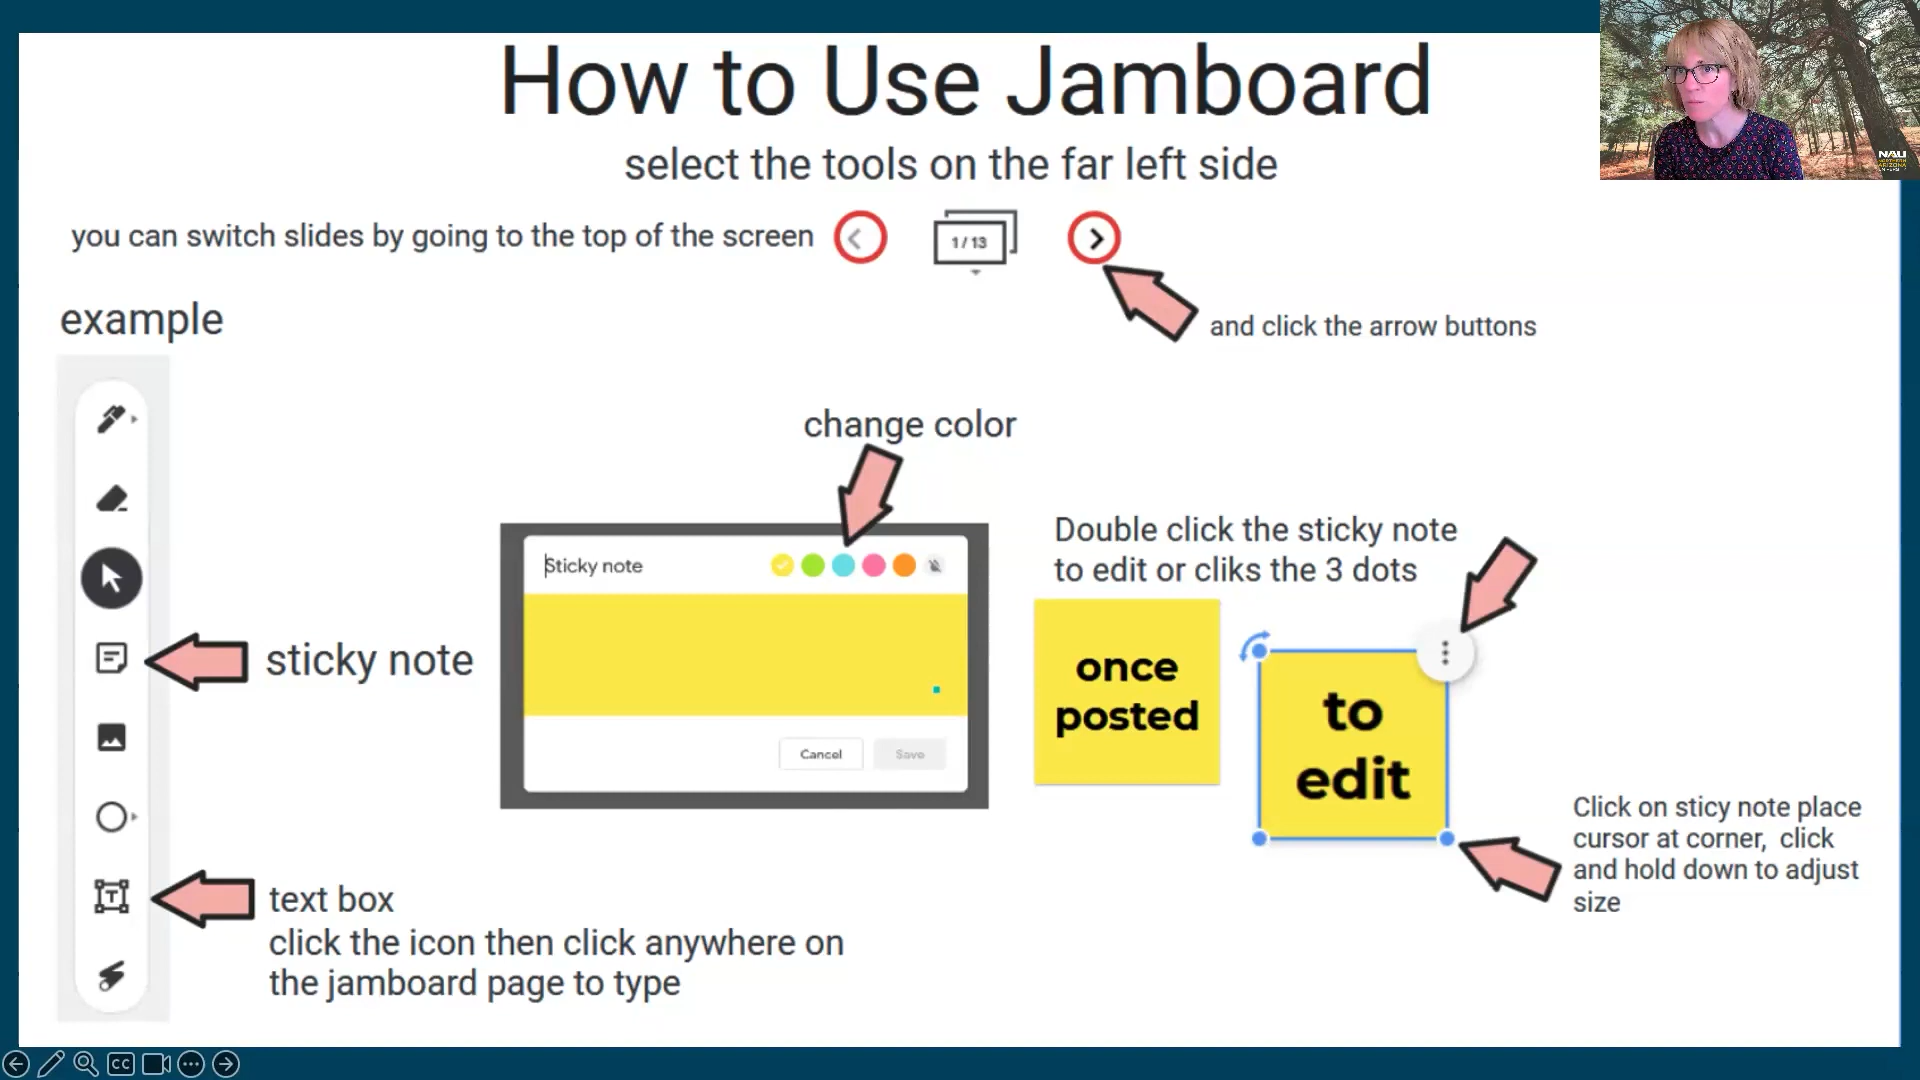 How to Use Jamboard
select the tools on the far left side
you can switch slides by going to the top of the screen
1 / 13
and click the arrow buttons
example
change color
Sticky note
Double click the sticky note
to edit or cliks the 3 dots
sticky note
once
posted
to
edit
Cancel
Save
Click on sticy note place
cursor at corner, click
and hold down to adjust
size
text box
click the icon then click anywhere on
the jamboard page to type
T
CC
NAU
NORTHERN
ARIZONA